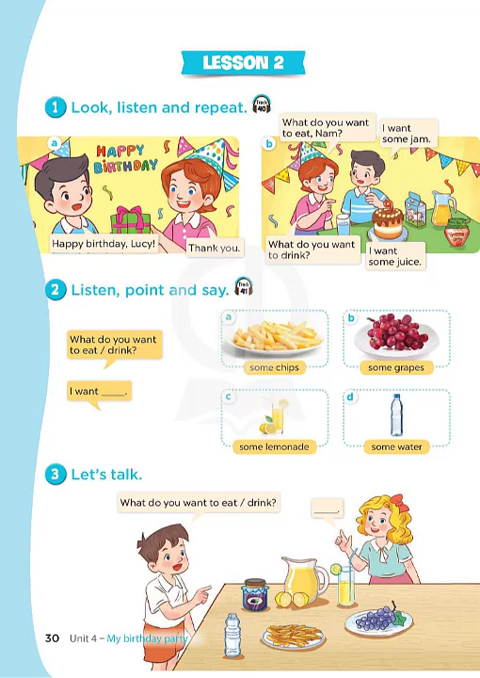 LESSON 2
1 Look, listen and repeat. Track 40
a
HAPPY
BIRTHDAY
Happy birthday, Lucy!
Thank you.
b
What do you want
to eat, Nam?
I want
some jam.
What do you want
to drink?
I want
some juice.
2 Listen, point and say. Track 41
What do you want
to eat / drink?
I want ____.
a
some chips
b
some grapes
c
some lemonade
d
some water
3 Let's talk.
What do you want to eat / drink?
____.
30 Unit 4 – My birthday party